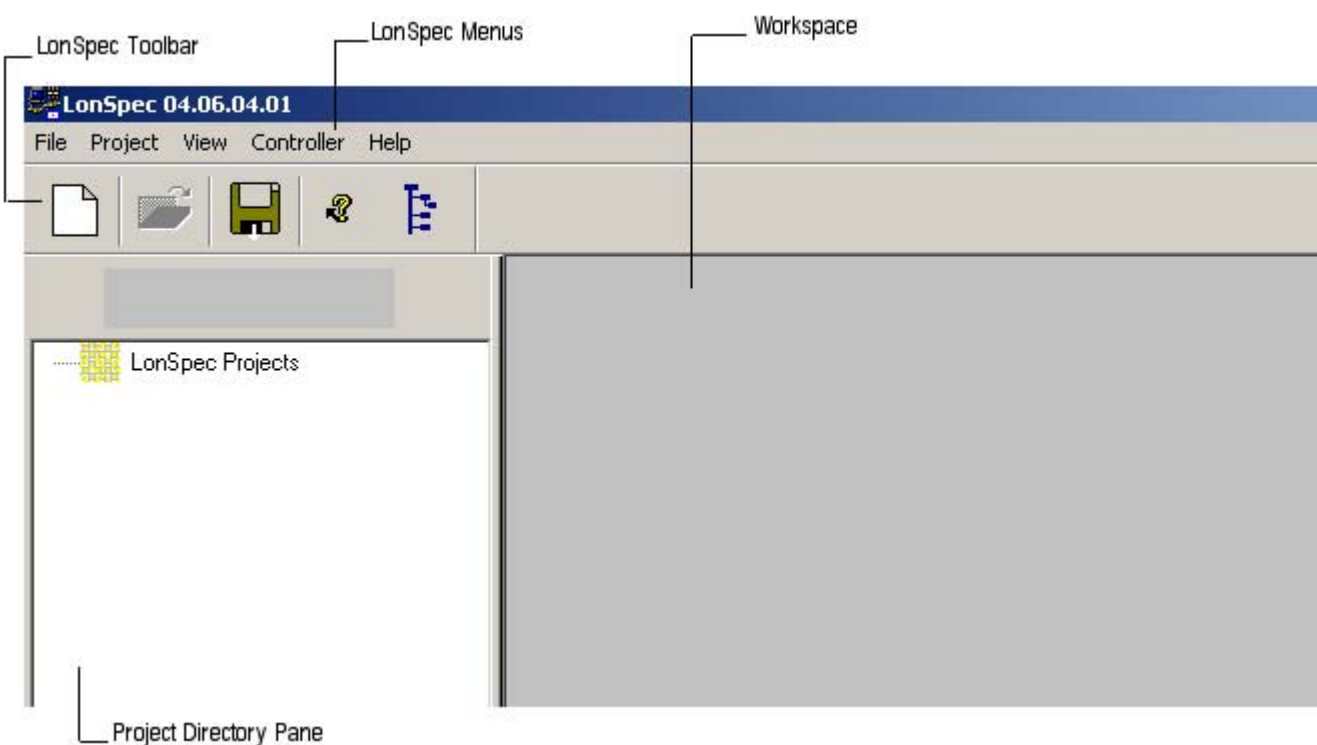 LonSpec Toolbar
LonSpec Menus
Workspace
LonSpec 04.06.04.01
File Project View Controller Help
LonSpec Projects
Project Directory Pane